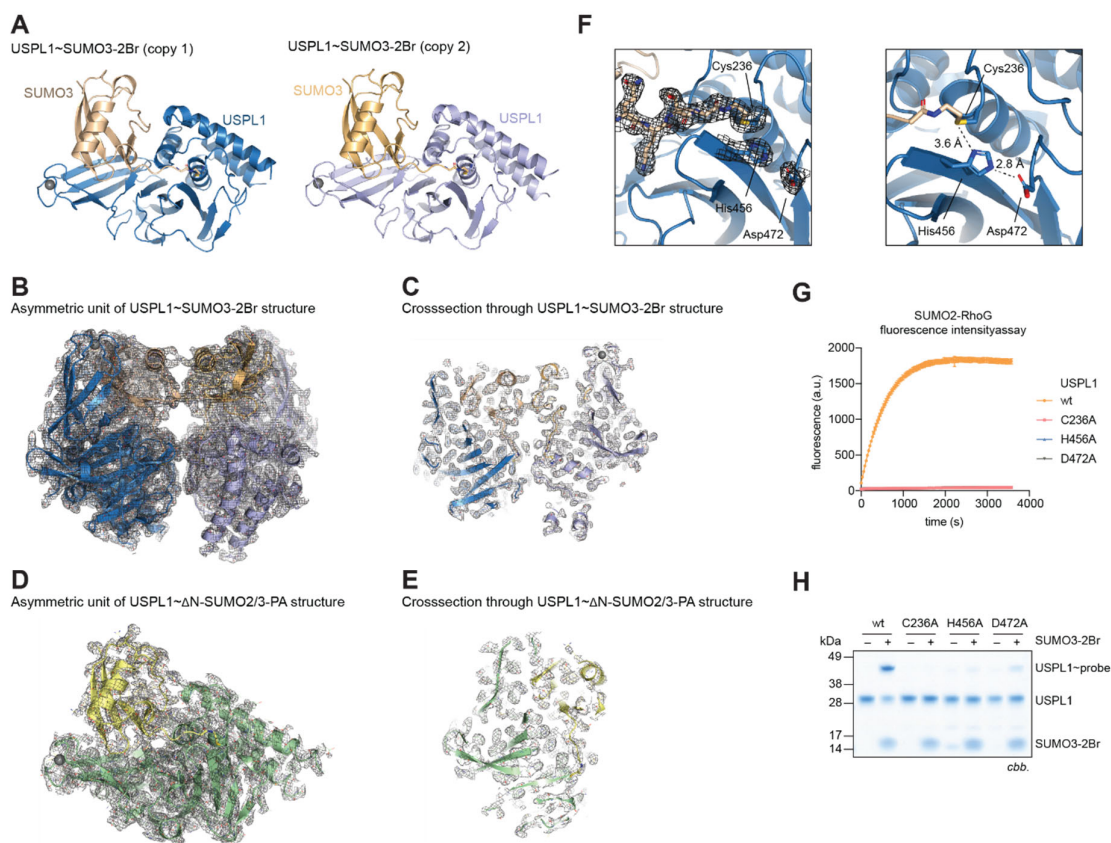 A
USPL1~SUMO3-2Br (copy 1)
SUMO3
USPL1
USPL1~SUMO3-2Br (copy 2)
SUMO3
USPL1
B
Asymmetric unit of USPL1~SUMO3-2Br structure
C
Crosssection through USPL1~SUMO3-2Br structure
D
Asymmetric unit of USPL1~ΔN-SUMO2/3-PA structure
E
Crosssection through USPL1~ΔN-SUMO2/3-PA structure
F
Cys236
His456
Asp472
Cys236
3.6 Å
2.8 Å
His456
Asp472
G
SUMO2-RhoG
fluorescence intensityassay
fluorescence (a.u.)
2000
1500
1000
500
0
0 1000 2000 3000 4000
time (s)
USPL1
wt
C236A
H456A
D472A
H
wt C236A H456A D472A
kDa – + – + – + – + SUMO3-2Br
49
38
28
17
14
USPL1~probe
USPL1
SUMO3-2Br
cbb.